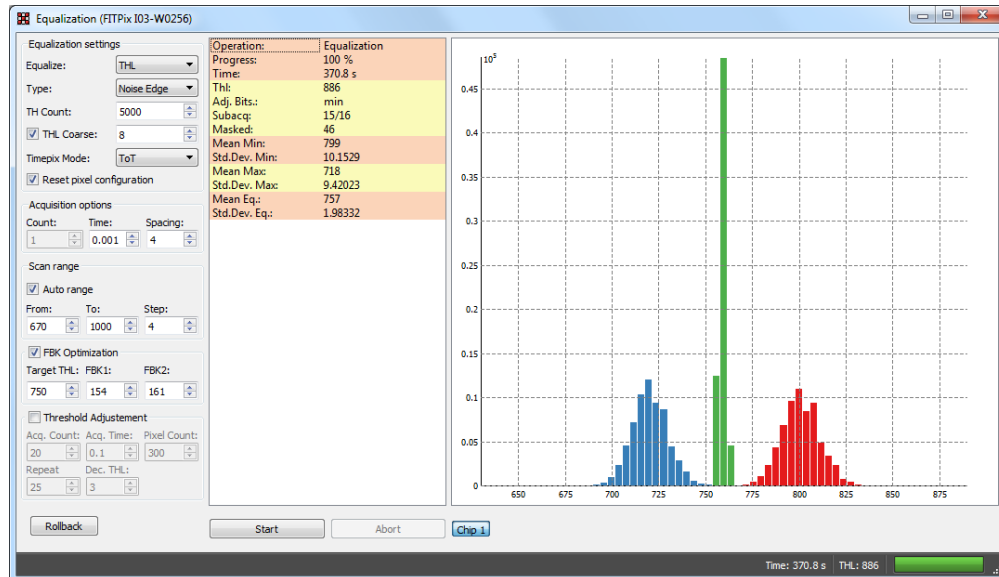 Equalization (FITPix I03-W0256)
Equalization settings
Equalize: THL
Type: Noise Edge
TH Count: 5000
THL Coarse: 8
Timepix Mode: ToT
Reset pixel configuration
Acquisition options
Count: Time: Spacing:
1 0.001 4
Scan range
Auto range
From: To: Step:
670 1000 4
FBK Optimization
Target THL: FBK1: FBK2:
750 154 161
Threshold Adjustement
Acq. Count: Acq. Time: Pixel Count:
20 0.1 300
Repeat Dec. THL:
25 3
Rollback
Operation: Equalization
Progress: 100 %
Time: 370.8 s
Thl: 886
Adj. Bits.: min
Subacq: 15/16
Masked: 46
Mean Min: 799
Std.Dev. Min: 10.1529
Mean Max: 718
Std.Dev. Max: 9.42023
Mean Eq.: 757
Std.Dev. Eq.: 1.98332
Start Abort Chip 1
10^5
0.45
0.4
0.35
0.3
0.25
0.2
0.15
0.1
0.05
0
650 675 700 725 750 775 800 825 850 875
Time: 370.8 s THL: 886